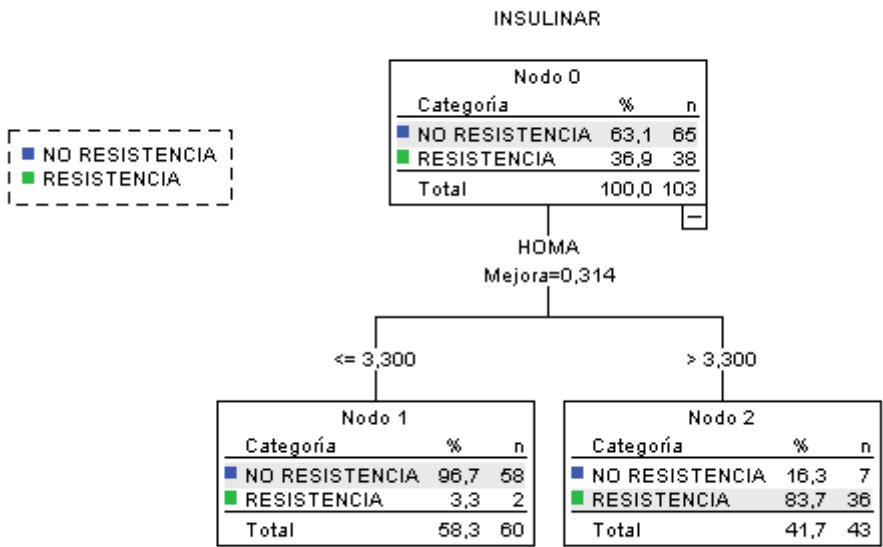 INSULINAR
NO RESISTENCIA
RESISTENCIA
Nodo 0
Categoría % n
NO RESISTENCIA 63,1 65
RESISTENCIA 36,9 38
Total 100,0 103
HOMA
Mejora=0,314
<= 3,300
> 3,300
Nodo 1
Categoría % n
NO RESISTENCIA 96,7 58
RESISTENCIA 3,3 2
Total 58,3 60
Nodo 2
Categoría % n
NO RESISTENCIA 16,3 7
RESISTENCIA 83,7 36
Total 41,7 43